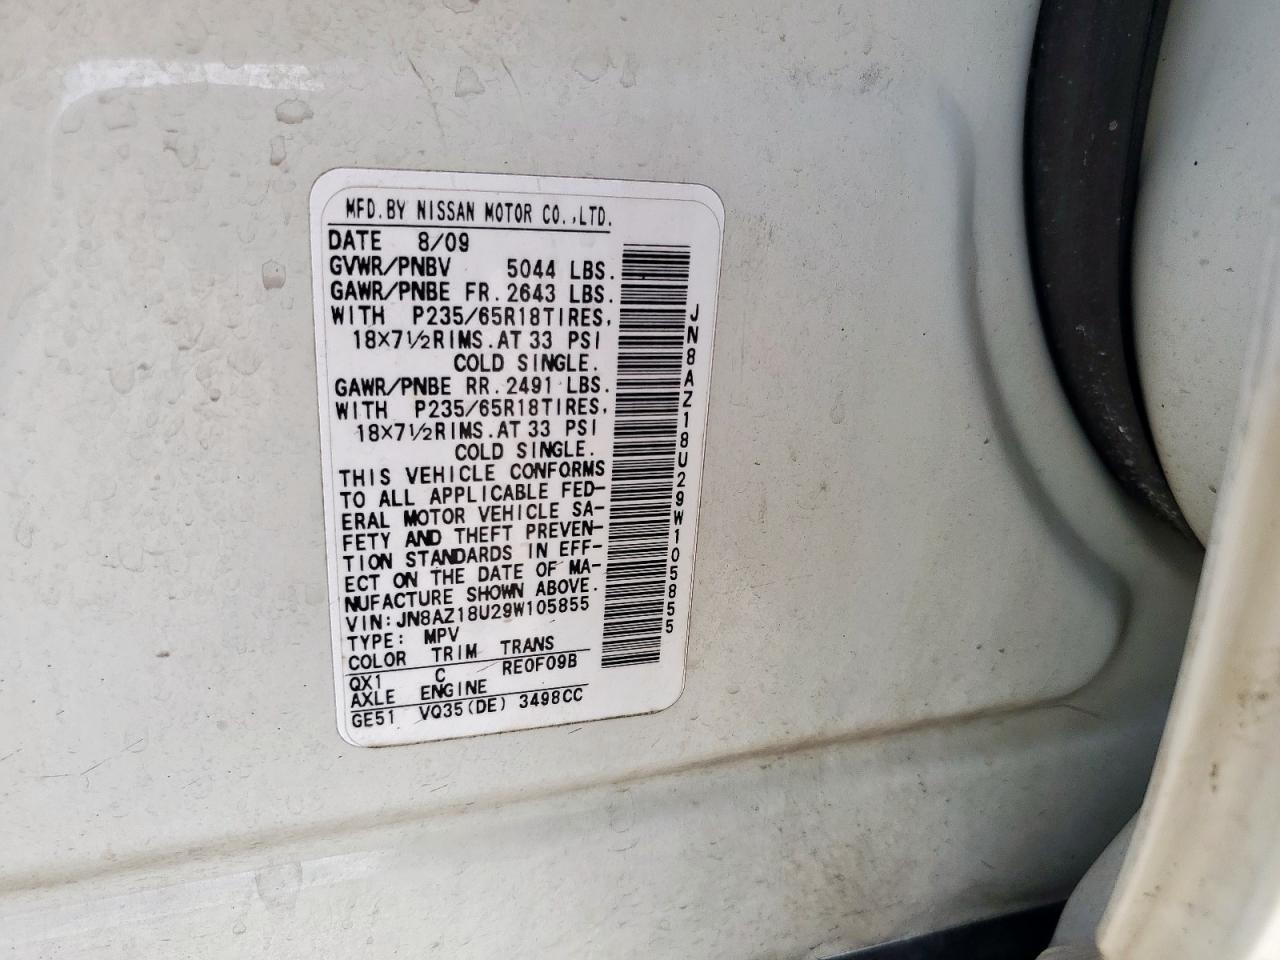 MFD.BY NISSAN MOTOR CO.,LTD.
DATE 8/09
GVWR/PNBV 5044 LBS.
GAWR/PNBE FR.2643 LBS.
WITH P235/65R18TIRES,
18×7½RIMS.AT 33 PSI
COLD SINGLE.
GAWR/PNBE RR.2491 LBS.
WITH P235/65R18TIRES,
18×7½RIMS.AT 33 PSI
COLD SINGLE.
THIS VEHICLE CONFORMS
TO ALL APPLICABLE FED-
ERAL MOTOR VEHICLE SA-
FETY AND THEFT PREVEN-
TION STANDARDS IN EFF-
ECT ON THE DATE OF MA-
NUFACTURE SHOWN ABOVE.
VIN:JN8AZ18U29W105855
TYPE: MPV
COLOR TRIM TRANS
QX1 C RE0F09B
AXLE ENGINE
GE51 VQ35(DE) 3498CC
JN8AZ18U29W105855